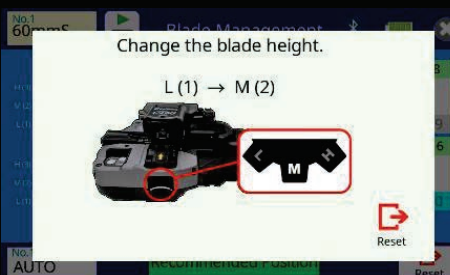 No.1
60mmS
Blade Management
Change the blade height.
L (1) → M (2)
L M H
Reset
No.1
AUTO
Recommended Position
Reset